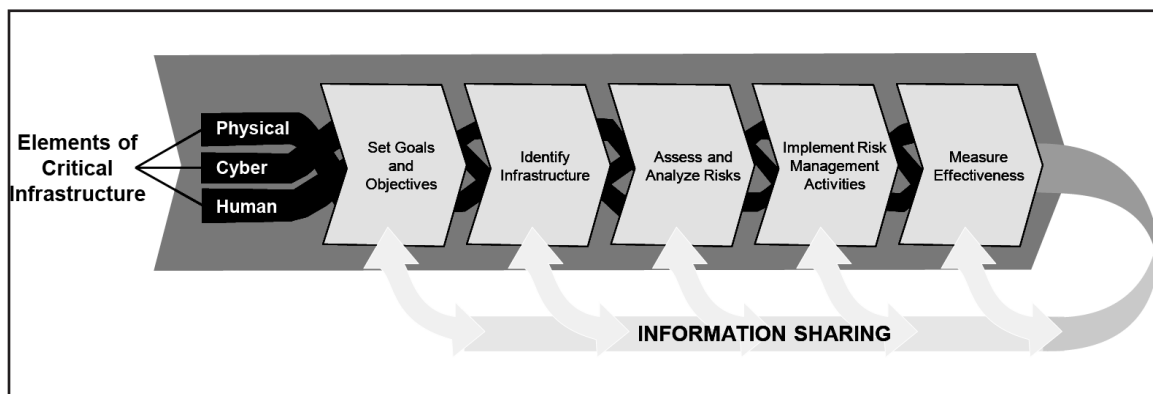 Elements of
Critical
Infrastructure
Physical
Cyber
Human
Set Goals
and
Objectives
Identify
Infrastructure
Assess and
Analyze Risks
Implement Risk
Management
Activities
Measure
Effectiveness
INFORMATION SHARING